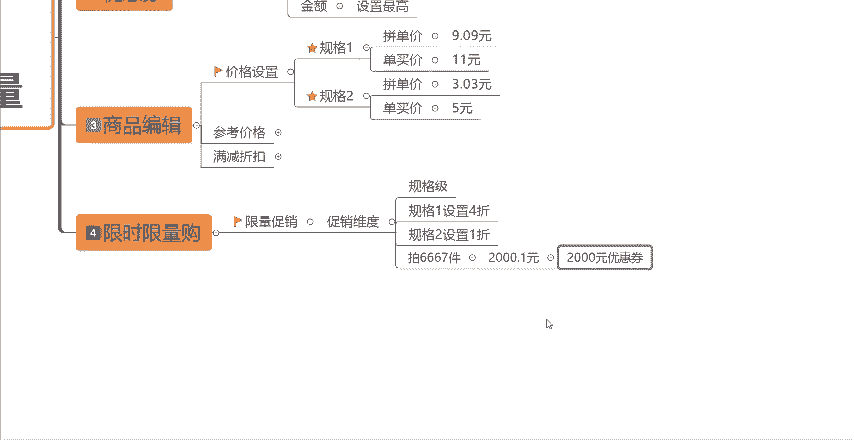 金额 设置最高
量
3 商品编辑
价格设置
规格1
拼单价 9.09元
单买价 11元
规格2
拼单价 3.03元
单买价 5元
参考价格
满减折扣
4 限时限量购
限量促销 促销维度
规格级
规格1设置4折
规格2设置1折
拍6667件 2000.1元 2000元优惠券